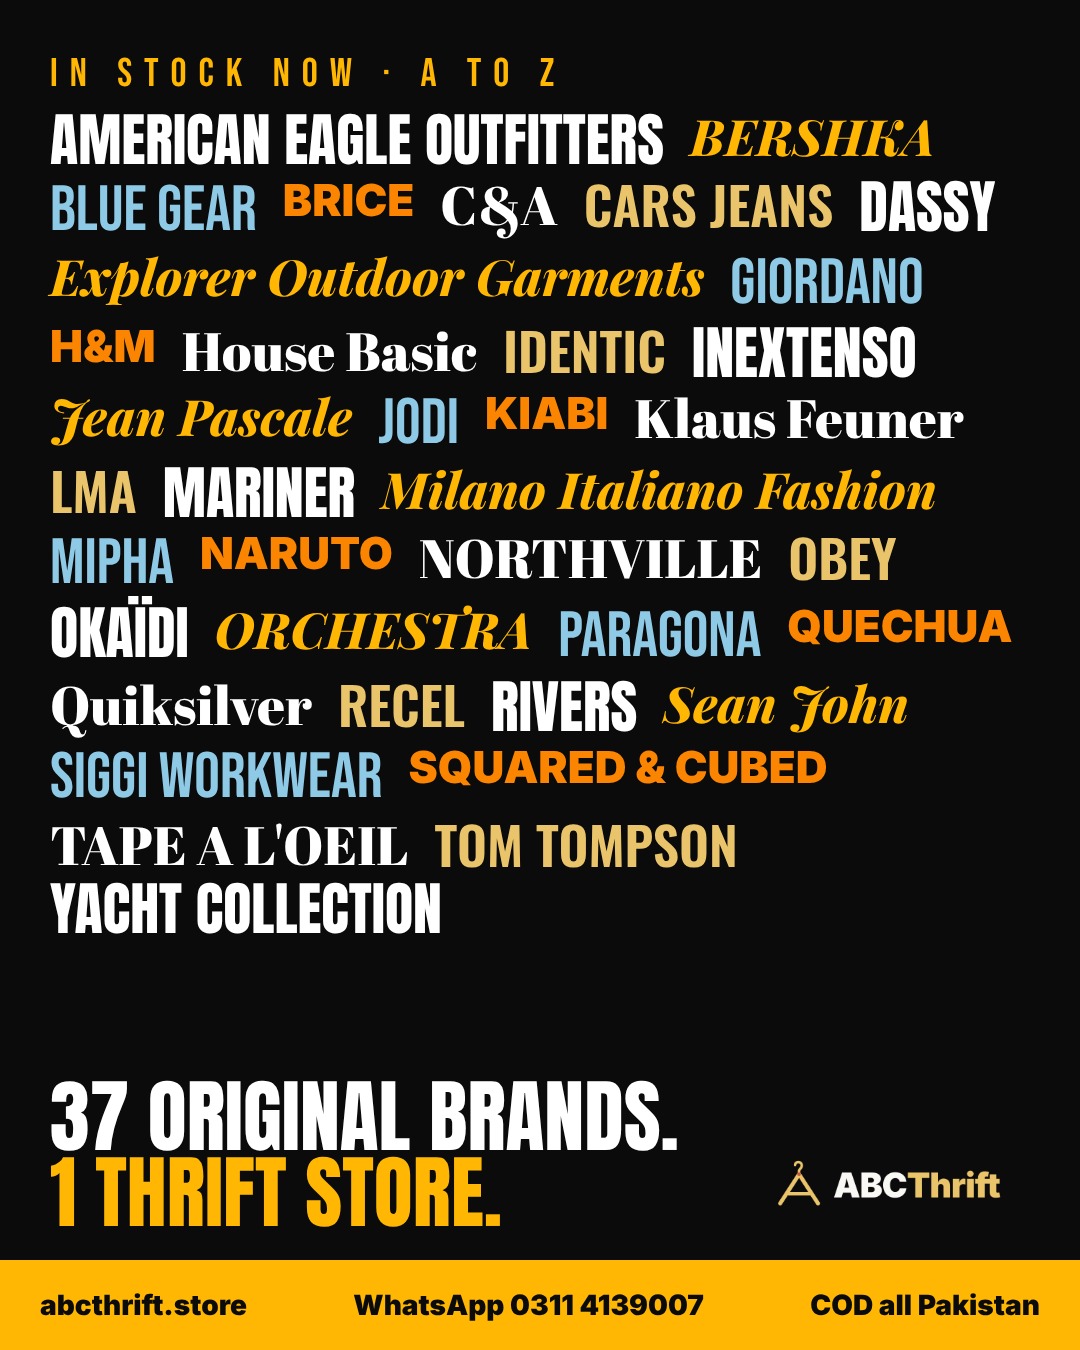 IN STOCK NOW · A TO Z
AMERICAN EAGLE OUTFITTERS BERSHKA
BLUE GEAR BRICE C&A CARS JEANS DASSY
Explorer Outdoor Garments GIORDANO
H&M House Basic IDENTIC INEXTENSO
Jean Pascale JODI KIABI Klaus Feuner
LMA MARINER Milano Italiano Fashion
MIPHA NARUTO NORTHVILLE OBEY
OKAÏDI ORCHESTRA PARAGONA QUECHUA
Quiksilver RECEL RIVERS Sean John
SIGGI WORKWEAR SQUARED & CUBED
TAPE A L'OEIL TOM TOMPSON
YACHT COLLECTION
37 ORIGINAL BRANDS.
1 THRIFT STORE.
ABCThrift
abcthrift.store WhatsApp 0311 4139007 COD all Pakistan